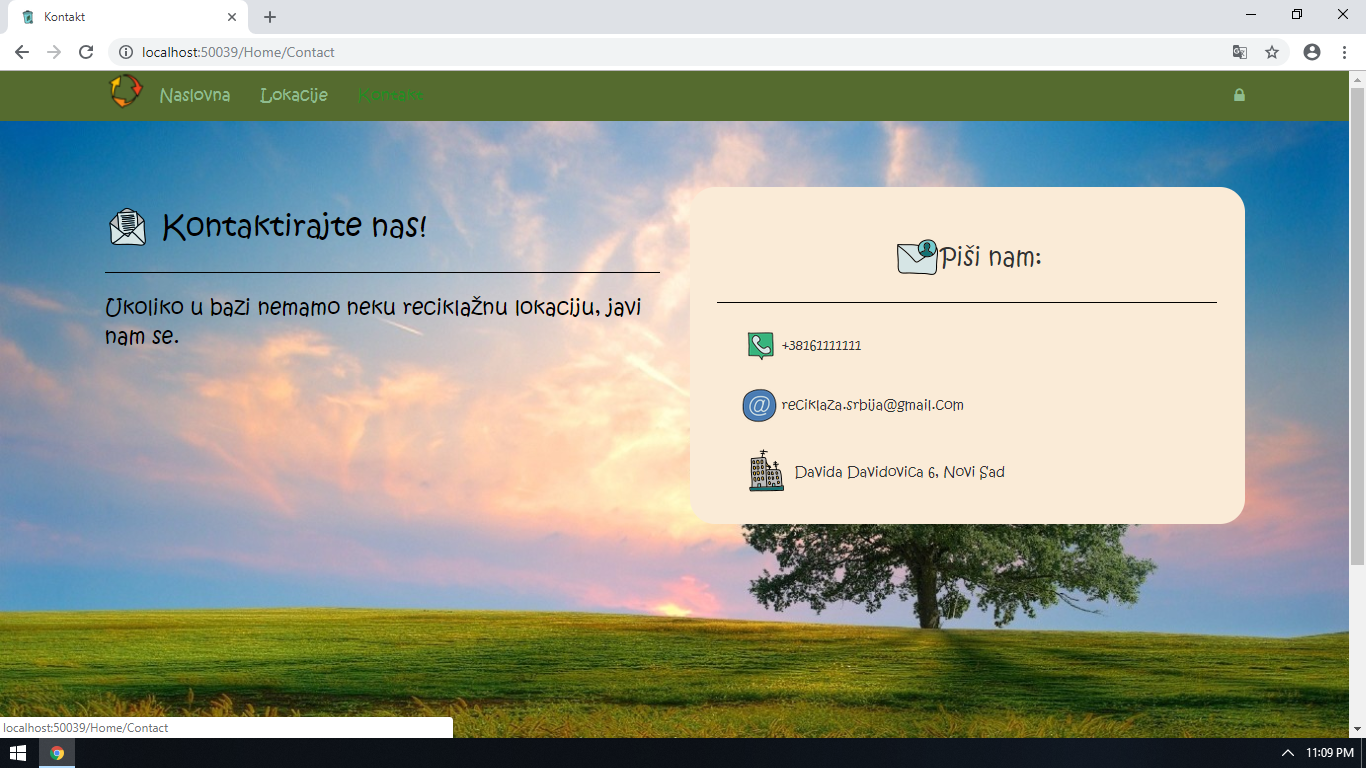 Kontakt
localhost:50039/Home/Contact
Naslovna
Lokacije
Kontakt
Kontaktirajte nas!
Ukoliko u bazi nemamo neku reciklažnu lokaciju, javi
nam se.
Piši nam:
+38161111111
reciklaza.srbija@gmail.com
Davida Davidovica 6, Novi Sad
localhost:50039/Home/Contact
11:09 PM